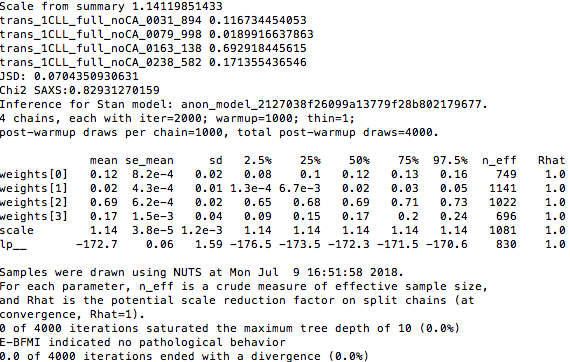 Scale from summary 1.14119851433
trans_1CLL_full_noCA_0031_894 0.116734454053
trans_1CLL_full_noCA_0079_998 0.0189916637863
trans_1CLL_full_noCA_0163_138 0.692918445615
trans_1CLL_full_noCA_0238_582 0.171355436546
JSD: 0.0704350930631
Chi2 SAXS:0.82931270159
Inference for Stan model: anon_model_2127038f26099a13779f28b802179677.
4 chains, each with iter=2000; warmup=1000; thin=1;
post-warmup draws per chain=1000, total post-warmup draws=4000.
mean se_mean sd 2.5% 25% 50% 75% 97.5% n_eff Rhat
weights[0] 0.12 8.2e-4 0.02 0.08 0.1 0.12 0.13 0.16 749 1.0
weights[1] 0.02 4.3e-4 0.01 1.3e-4 6.7e-3 0.02 0.03 0.05 1141 1.0
weights[2] 0.69 6.2e-4 0.02 0.65 0.68 0.69 0.71 0.73 1022 1.0
weights[3] 0.17 1.5e-3 0.04 0.09 0.15 0.17 0.2 0.24 696 1.0
scale 1.14 3.8e-5 1.2e-3 1.14 1.14 1.14 1.14 1.14 1081 1.0
lp__ -172.7 0.06 1.59 -176.5 -173.5 -172.3 -171.5 -170.6 830 1.0
Samples were drawn using NUTS at Mon Jul 9 16:51:58 2018.
For each parameter, n_eff is a crude measure of effective sample size,
and Rhat is the potential scale reduction factor on split chains (at
convergence, Rhat=1).
0 of 4000 iterations saturated the maximum tree depth of 10 (0.0%)
E-BFMI indicated no pathological behavior
0.0 of 4000 iterations ended with a divergence (0.0%)